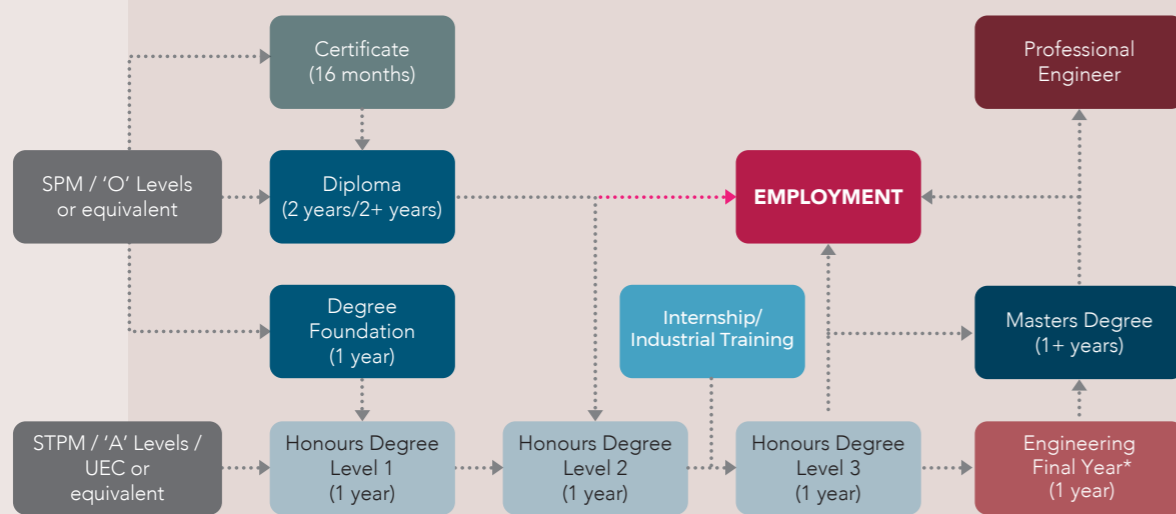 Certificate
(16 months)
Professional
Engineer
SPM / ‘O’ Levels
or equivalent
Diploma
(2 years/2+ years)
EMPLOYMENT
Degree
Foundation
(1 year)
Internship/
Industrial Training
Masters Degree
(1+ years)
STPM / ‘A’ Levels /
UEC or
equivalent
Honours Degree
Level 1
(1 year)
Honours Degree
Level 2
(1 year)
Honours Degree
Level 3
(1 year)
Engineering
Final Year*
(1 year)